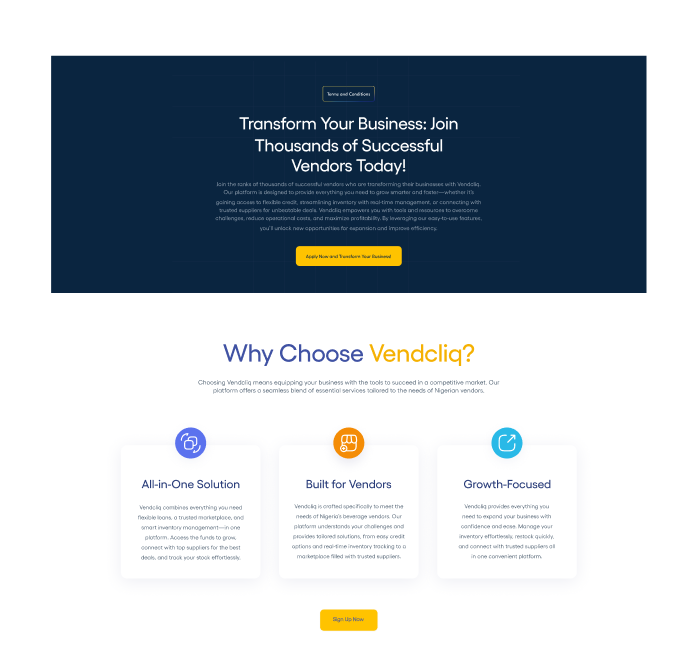 Terms and Conditions
Transform Your Business: Join
Thousands of Successful
Vendors Today!
Join the ranks of thousands of successful vendors who are transforming their businesses with Vendcliq.
Our platform is designed to provide everything you need to grow smarter and faster—whether it's
gaining access to flexible credit, streamlining inventory with real-time management, or connecting with
trusted suppliers for unbeatable deals. Vendcliq empowers you with tools and resources to overcome
challenges, reduce operational costs, and maximize profitability. By leveraging our easy-to-use features,
you'll unlock new opportunities for expansion and improve efficiency.
Apply Now and Transform Your Business!
Why Choose Vendcliq?
Choosing Vendcliq means equipping your business with the tools to succeed in a competitive market. Our
platform offers a seamless blend of essential services tailored to the needs of Nigerian vendors.
All-in-One Solution
Vendcliq combines everything you need
flexible loans, a trusted marketplace, and
smart inventory management—in one
platform. Access the funds to grow,
connect with top suppliers for the best
deals, and track your stock effortlessly.
Built for Vendors
Vendcliq is crafted specifically to meet the
needs of Nigeria's beverage vendors. Our
platform understands your challenges and
provides tailored solutions, from easy credit
options and real-time inventory tracking to a
marketplace filled with trusted suppliers.
Growth-Focused
Vendcliq provides everything you
need to expand your business with
confidence and ease. Manage your
inventory effortlessly, restock quickly,
and connect with trusted suppliers all
in one convenient platform.
Sign Up Now